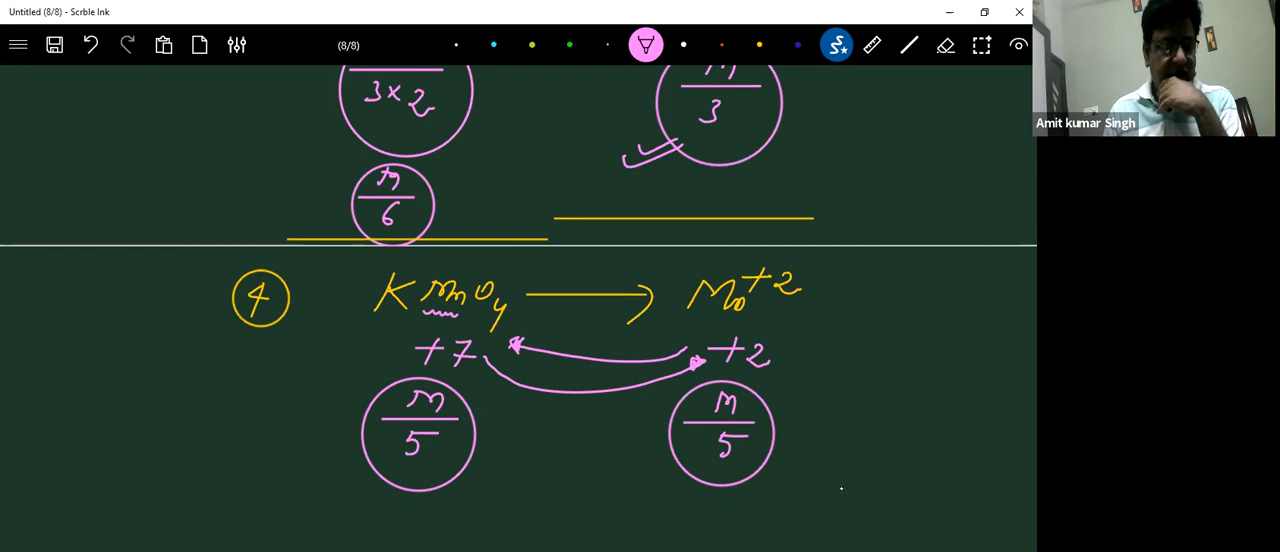 Untitled (8/8) - Scrble Ink
(8/8)
Amit kumar Singh
3 × 2
M
3
M
6
4 KMnO4 → Mn+2
+7 +2
M M
5 5